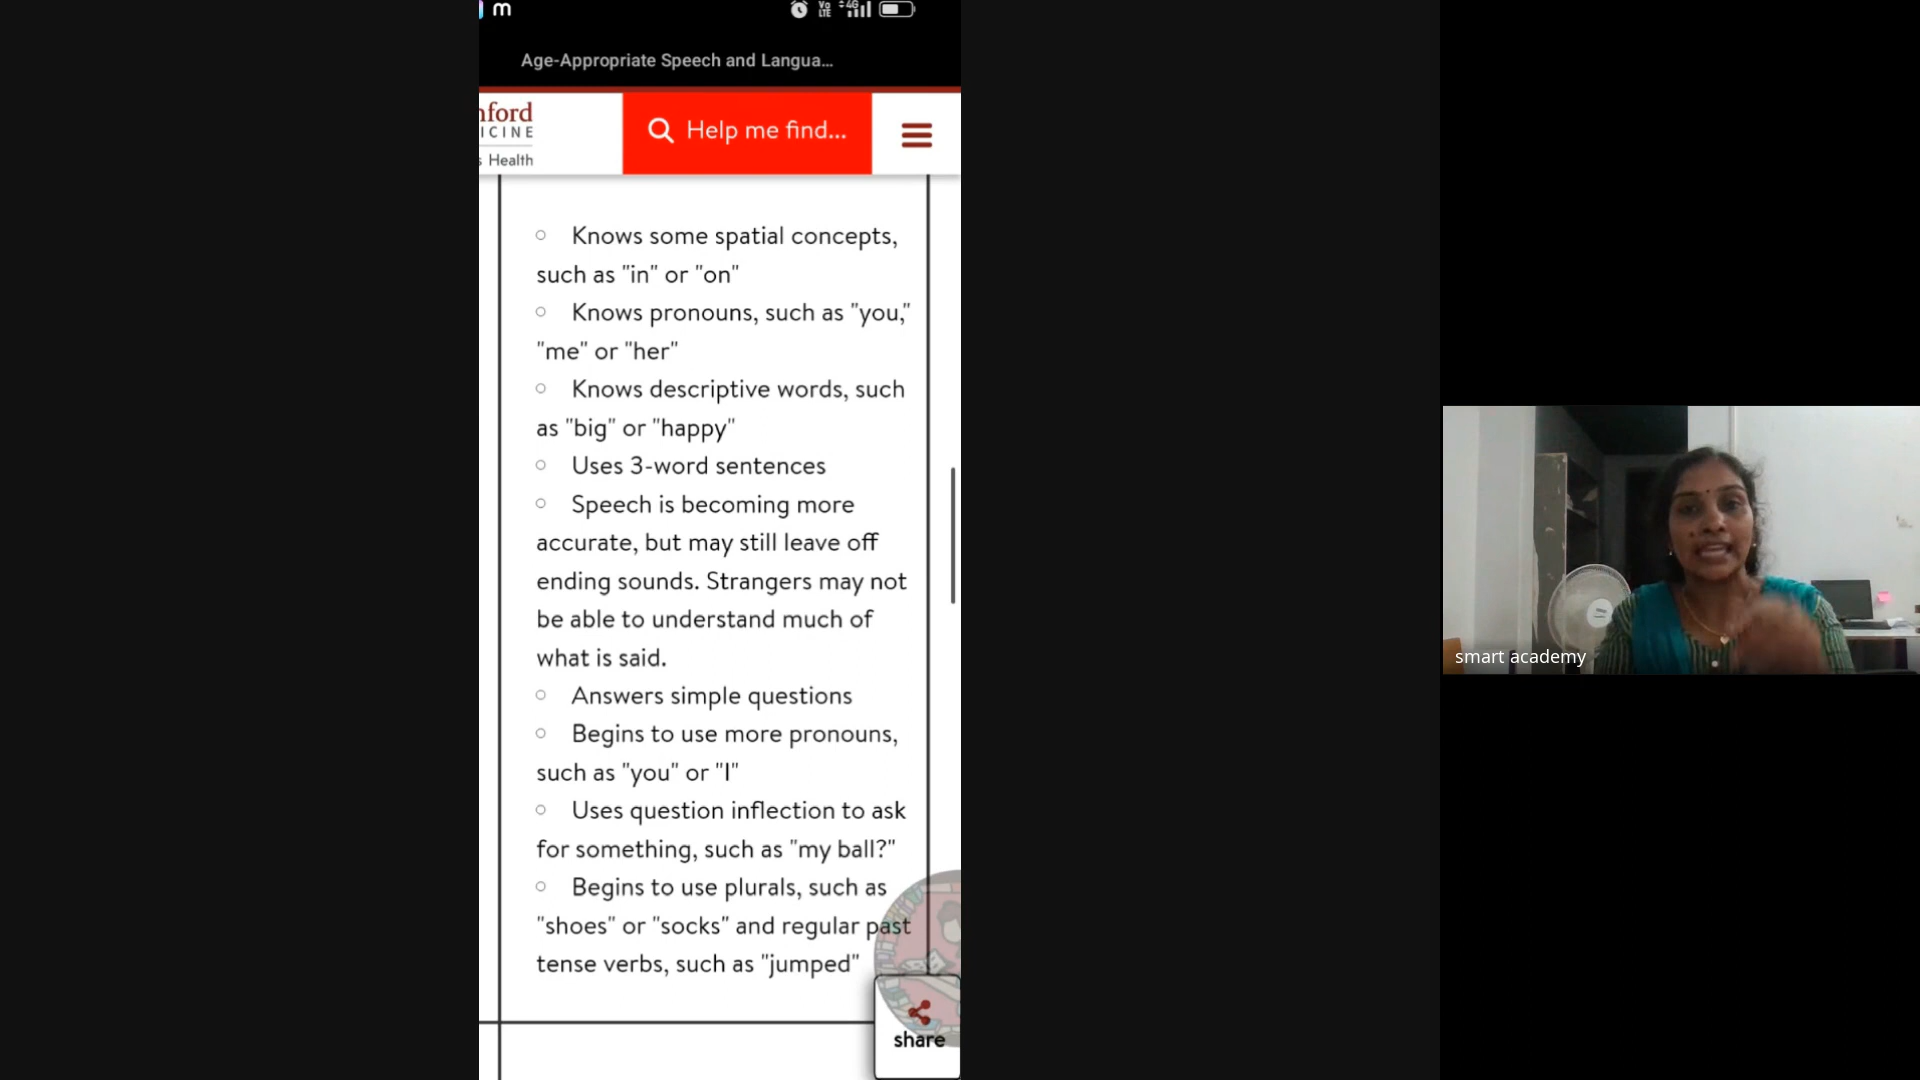 m
Vo
LTE
4G
Age-Appropriate Speech and Langua...
nford
ICINE
s Health
Help me find...
○ Knows some spatial concepts,
such as "in" or "on"
○ Knows pronouns, such as "you,"
"me" or "her"
○ Knows descriptive words, such
as "big" or "happy"
○ Uses 3-word sentences
○ Speech is becoming more
accurate, but may still leave off
ending sounds. Strangers may not
be able to understand much of
what is said.
○ Answers simple questions
○ Begins to use more pronouns,
such as "you" or "I"
○ Uses question inflection to ask
for something, such as "my ball?"
○ Begins to use plurals, such as
"shoes" or "socks" and regular past
tense verbs, such as "jumped"
share
smart academy